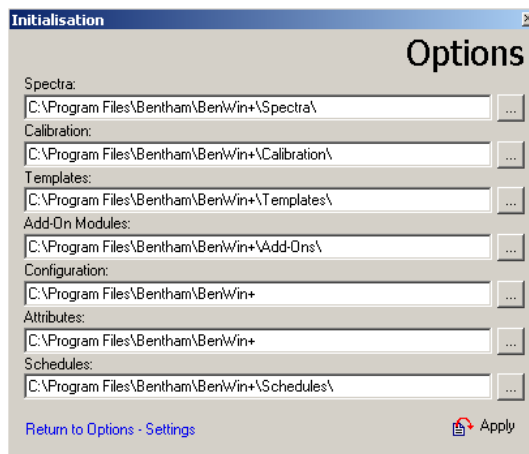 Initialisation
Options
Spectra:
C:\Program Files\Bentham\BenWin+\Spectra\
...
Calibration:
C:\Program Files\Bentham\BenWin+\Calibration\
...
Templates:
C:\Program Files\Bentham\BenWin+\Templates\
...
Add-On Modules:
C:\Program Files\Bentham\BenWin+\Add-Ons\
...
Configuration:
C:\Program Files\Bentham\BenWin+
...
Attributes:
C:\Program Files\Bentham\BenWin+
...
Schedules:
C:\Program Files\Bentham\BenWin+\Schedules\
...
Return to Options - Settings
Apply